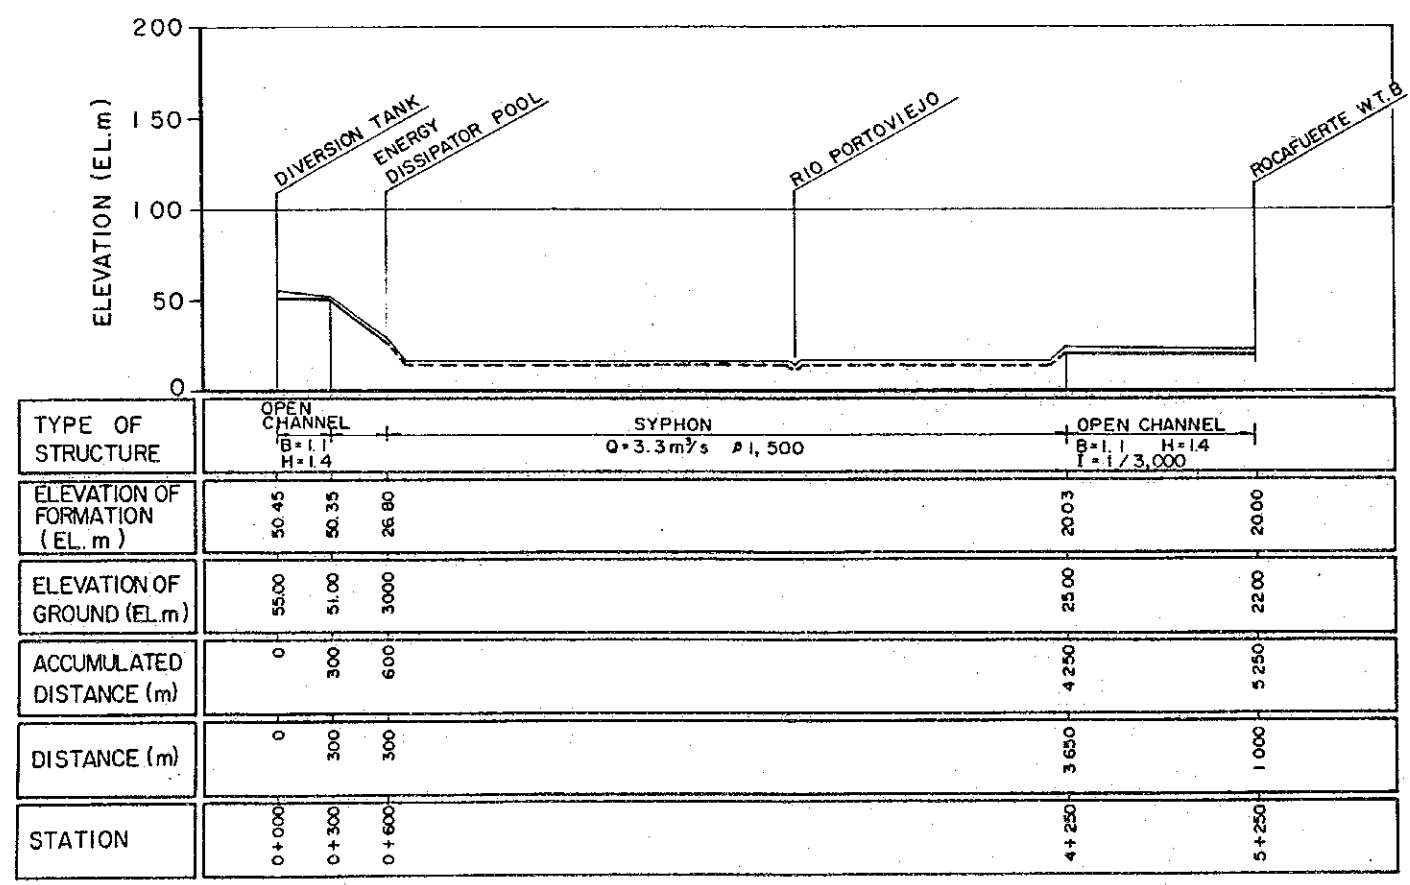 200
150
100
50
0
ELEVATION (EL.m)
DIVERSION TANK
ENERGY
DISSIPATOR POOL
RIO PORTOVIEJO
ROCAFUERTE W.T.B
TYPE OF
STRUCTURE
OPEN
CHANNEL
B=1.1
H=1.4
SYPHON
Q=3.3m³/s ø1,500
OPEN CHANNEL
B=1.1 H=1.4
I=1/3,000
ELEVATION OF
FORMATION
(EL. m)
50.45
50.35
26.80
20.03
20.00
ELEVATION OF
GROUND (EL.m)
55.00
51.00
30.00
25.00
22.00
ACCUMULATED
DISTANCE (m)
0
300
600
4 250
5 250
DISTANCE (m)
0
300
300
3 650
1 000
STATION
0+000
0+300
0+600
4+250
5+250